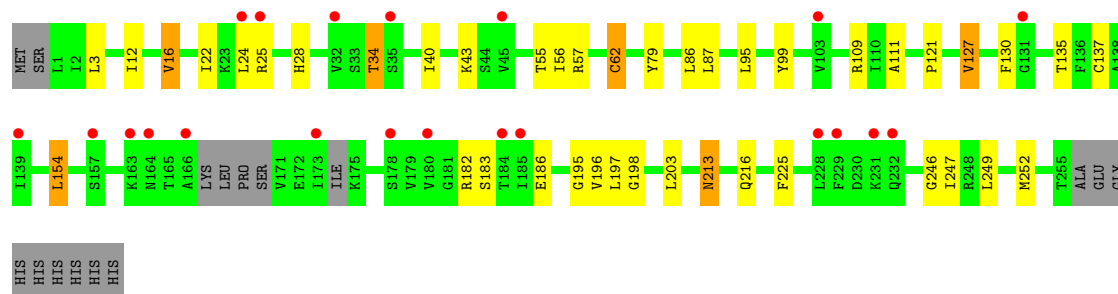 MET SER L1 I2 L3 I12 V16 I22 K23 L24 R25 H28 V32 S33 T34 S35 I40 K43 S44 V45 T55 I56 R57 C62 Y79 L86 L87 L95 Y99 V103 R109 I110 A111 P121 V127 F130 G131 T135 F136 C137 A138
I139 L154 S157 K163 N164 T165 A166 LYS LEU PRO SER V171 E172 I173 ILE K175 S178 V179 V180 G181 R182 S183 T184 I185 E186 G195 V196 L197 G198 L203 N213 Q216 F225 L228 F229 D230 K231 Q232 G246 I247 R248 L249 M252 T255 ALA GLU GLY
HIS HIS HIS HIS HIS HIS